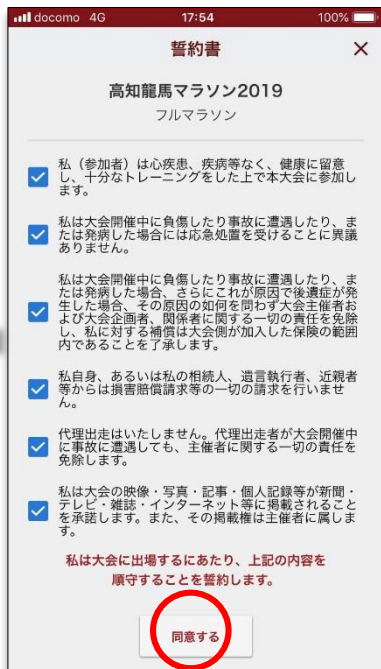 docomo 4G 17:54 100%
誓約書 ×
高知龍馬マラソン2019
フルマラソン
私（参加者）は心疾患、疾病等なく、健康に留意
し、十分なトレーニングをした上で本大会に参加し
ます。
私は大会開催中に負傷したり事故に遭遇したり、ま
たは発病した場合には応急処置を受けることに異議
ありません。
私は大会開催中に負傷したり事故に遭遇したり、ま
たは発病した場合、さらにこれが原因で後遺症が発
生した場合、その原因の如何を問わず大会主催者お
よび大会企画者、関係者に関する一切の責任を免除
し、私に対する補償は大会側が加入した保険の範囲
内であることを了承します。
私自身、あるいは私の相続人、遺言執行者、近親者
等からは損害賠償請求等の一切の請求を行いませ
ん。
代理出走はいたしません。代理出走者が大会開催中
に事故に遭遇しても、主催者に関する一切の責任を
免除します。
私は大会の映像・写真・記事・個人記録等が新聞・
テレビ・雑誌・インターネット等に掲載されること
を承諾します。また、その掲載権は主催者に属しま
す。
私は大会に出場するにあたり、上記の内容を
順守することを誓約します。
同意する